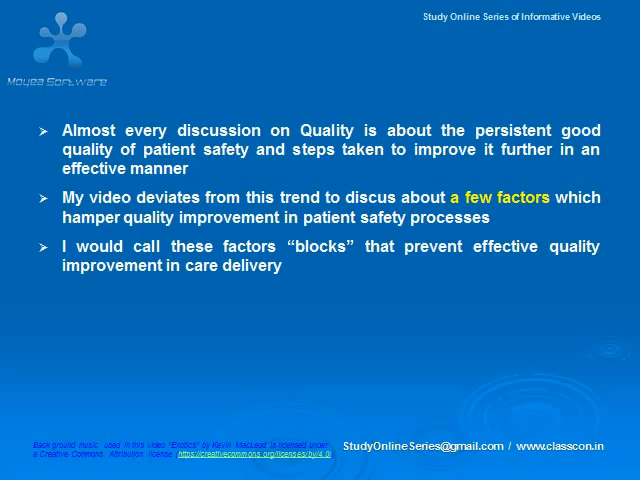 Study Online Series of Informative Videos
Moyea Software
Almost every discussion on Quality is about the persistent good
quality of patient safety and steps taken to improve it further in an
effective manner
My video deviates from this trend to discus about a few factors which
hamper quality improvement in patient safety processes
I would call these factors “blocks” that prevent effective quality
improvement in care delivery
Background music used in this video "Exotics" by Kevin MacLeod is licensed under
a Creative Commons Attribution license (https://creativecommons.org/licenses/by/4.0/
StudyOnlineSeries@gmail.com / www.classcon.in